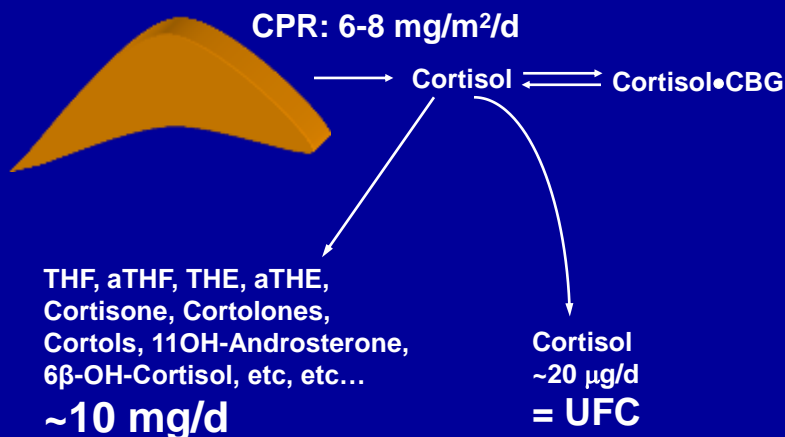 CPR: 6-8 mg/m²/d
Cortisol
Cortisol•CBG
THF, aTHF, THE, aTHE,
Cortisone, Cortolones,
Cortols, 11OH-Androsterone,
6β-OH-Cortisol, etc, etc…
~10 mg/d
Cortisol
~20 μg/d
= UFC